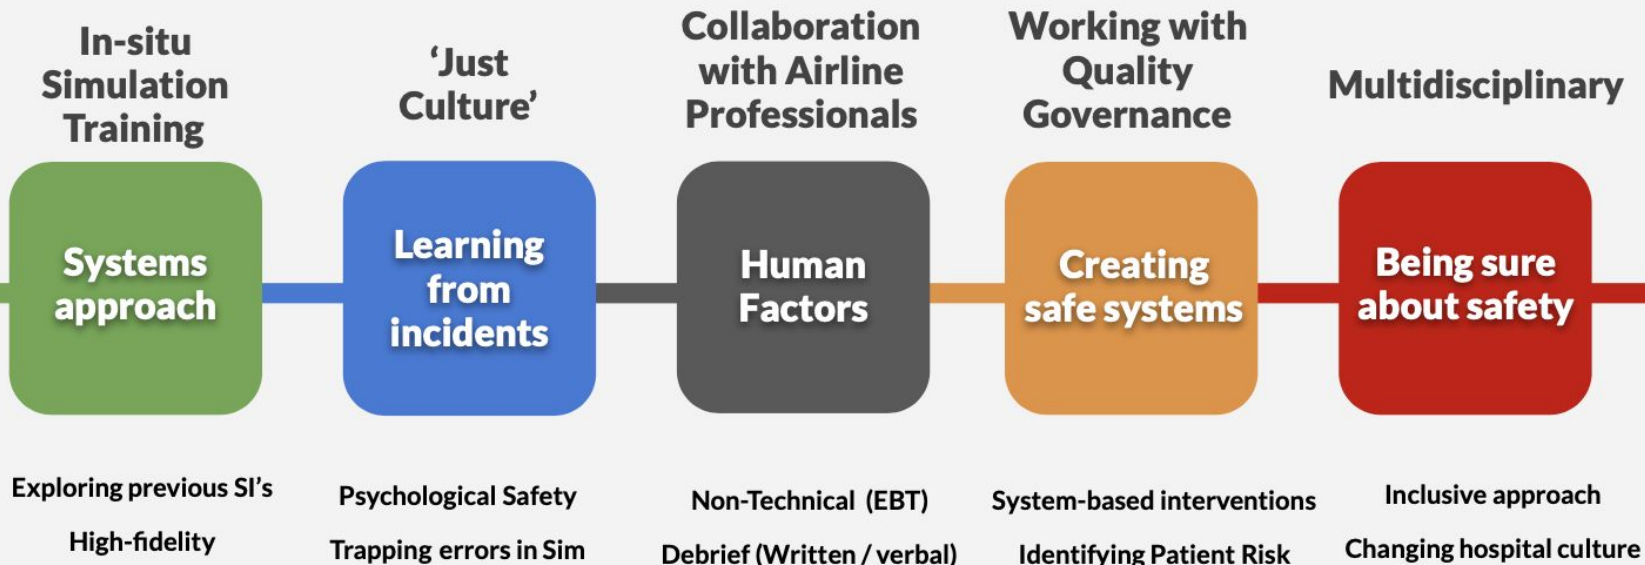 In-situ
Simulation
Training
‘Just
Culture’
Collaboration
with Airline
Professionals
Working with
Quality
Governance
Multidisciplinary
Systems
approach
Learning
from
incidents
Human
Factors
Creating
safe systems
Being sure
about safety
Exploring previous SI’s
High-fidelity
Psychological Safety
Trapping errors in Sim
Non-Technical (EBT)
Debrief (Written / verbal)
System-based interventions
Identifying Patient Risk
Inclusive approach
Changing hospital culture